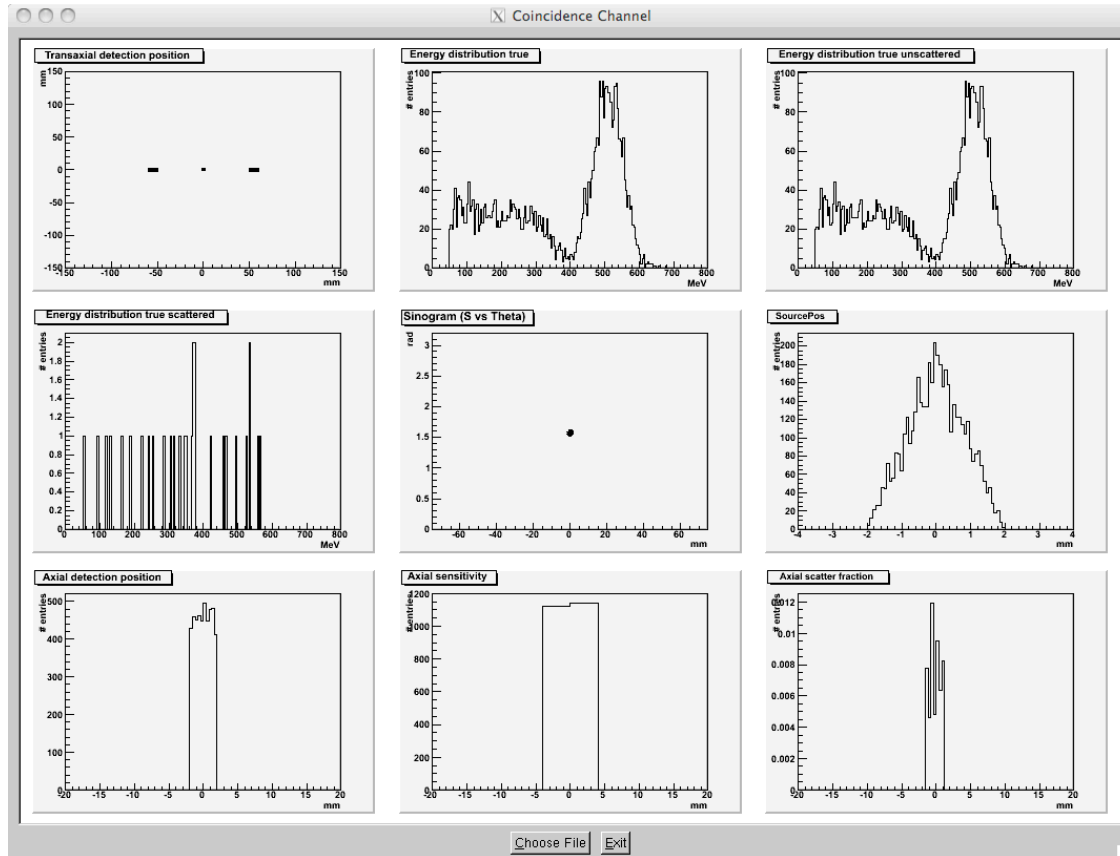 Coincidence Channel
Transaxial detection position
mm
150
100
50
0
-50
-100
-150
-150 -100 -50 0 50 100 150
mm
Energy distribution true
# entries
100
80
60
40
20
0
0 100 200 300 400 500 600 700 800
MeV
Energy distribution true unscattered
# entries
100
80
60
40
20
0
0 100 200 300 400 500 600 700 800
MeV
Energy distribution true scattered
# entries
2
1.8
1.6
1.4
1.2
1
0.8
0.6
0.4
0.2
0
0 100 200 300 400 500 600 700 800
MeV
Sinogram (S vs Theta)
rad
3
2.5
2
1.5
1
0.5
0
-60 -40 -20 0 20 40 60
mm
SourcePos
# entries
200
180
160
140
120
100
80
60
40
20
0
-4 -3 -2 -1 0 1 2 3 4
mm
Axial detection position
# entries
500
400
300
200
100
0
-20 -15 -10 -5 0 5 10 15 20
mm
Axial sensitivity
# entries
1200
1000
800
600
400
200
0
-20 -15 -10 -5 0 5 10 15 20
mm
Axial scatter fraction
# entries
0.012
0.01
0.008
0.006
0.004
0.002
0
-20 -15 -10 -5 0 5 10 15 20
mm
Choose File Exit